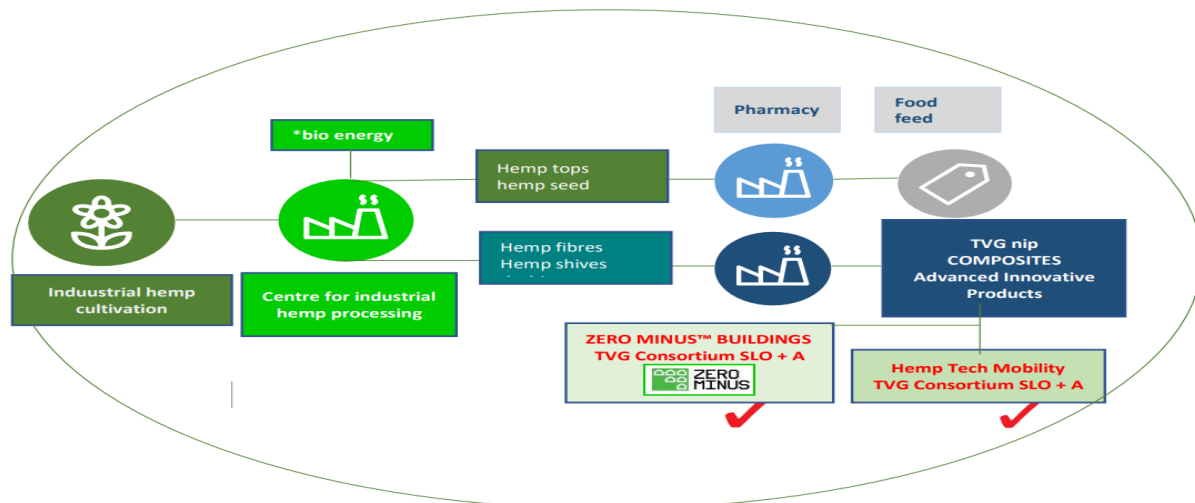 Pharmacy
Food
feed
*bio energy
Hemp tops
hemp seed
$$
$$
Hemp fibres
Hemp shives
$$
Induustrial hemp
cultivation
Centre for industrial
hemp processing
TVG nip
COMPOSITES
Advanced Innovative
Products
ZERO MINUS™ BUILDINGS
TVG Consortium SLO + A
ZERO
MINUS
Hemp Tech Mobility
TVG Consortium SLO + A